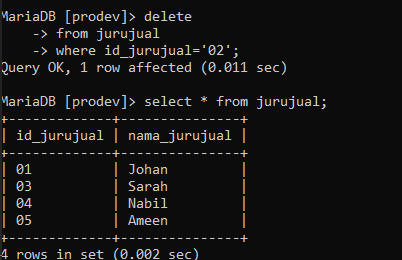 MariaDB [prodev]> delete
    -> from jurujual
    -> where id_jurujual='02';
Query OK, 1 row affected (0.011 sec)
MariaDB [prodev]> select * from jurujual;
+-------------+---------------+
| id_jurujual | nama_jurujual |
+-------------+---------------+
| 01          | Johan         |
| 03          | Sarah         |
| 04          | Nabil         |
| 05          | Ameen         |
+-------------+---------------+
4 rows in set (0.002 sec)